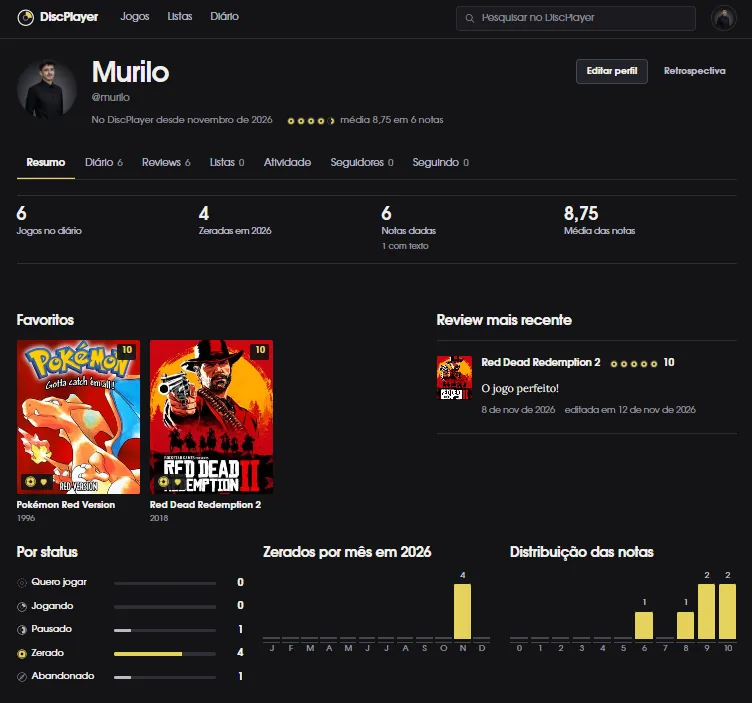 DiscPlayer Jogos Listas Diário Pesquisar no DiscPlayer
Murilo
@murilo
No DiscPlayer desde novembro de 2026 média 8,75 em 6 notas
Editar perfil Retrospectiva
Resumo Diário 6 Reviews 6 Listas 0 Atividade Seguidores 0 Seguindo 0
6
Jogos no diário
4
Zeradas em 2026
6
Notas dadas
1 com texto
8,75
Média das notas
Favoritos
10
POKéMON
Gotta catch 'em all!
RED VERSION
Pokémon Red Version
1996
10
ROCKSTAR GAMES PRESENTS
RED DEAD
REDEMPTION II
Red Dead Redemption 2
2018
Review mais recente
Red Dead Redemption 2 10
O jogo perfeito!
8 de nov de 2026 editada em 12 de nov de 2026
Por status
Quero jogar 0
Jogando 0
Pausado 1
Zerado 4
Abandonado 1
Zerados por mês em 2026
4
J F M A M J J A S O N D
Distribuição das notas
1 1 2 2
0 1 2 3 4 5 6 7 8 9 10